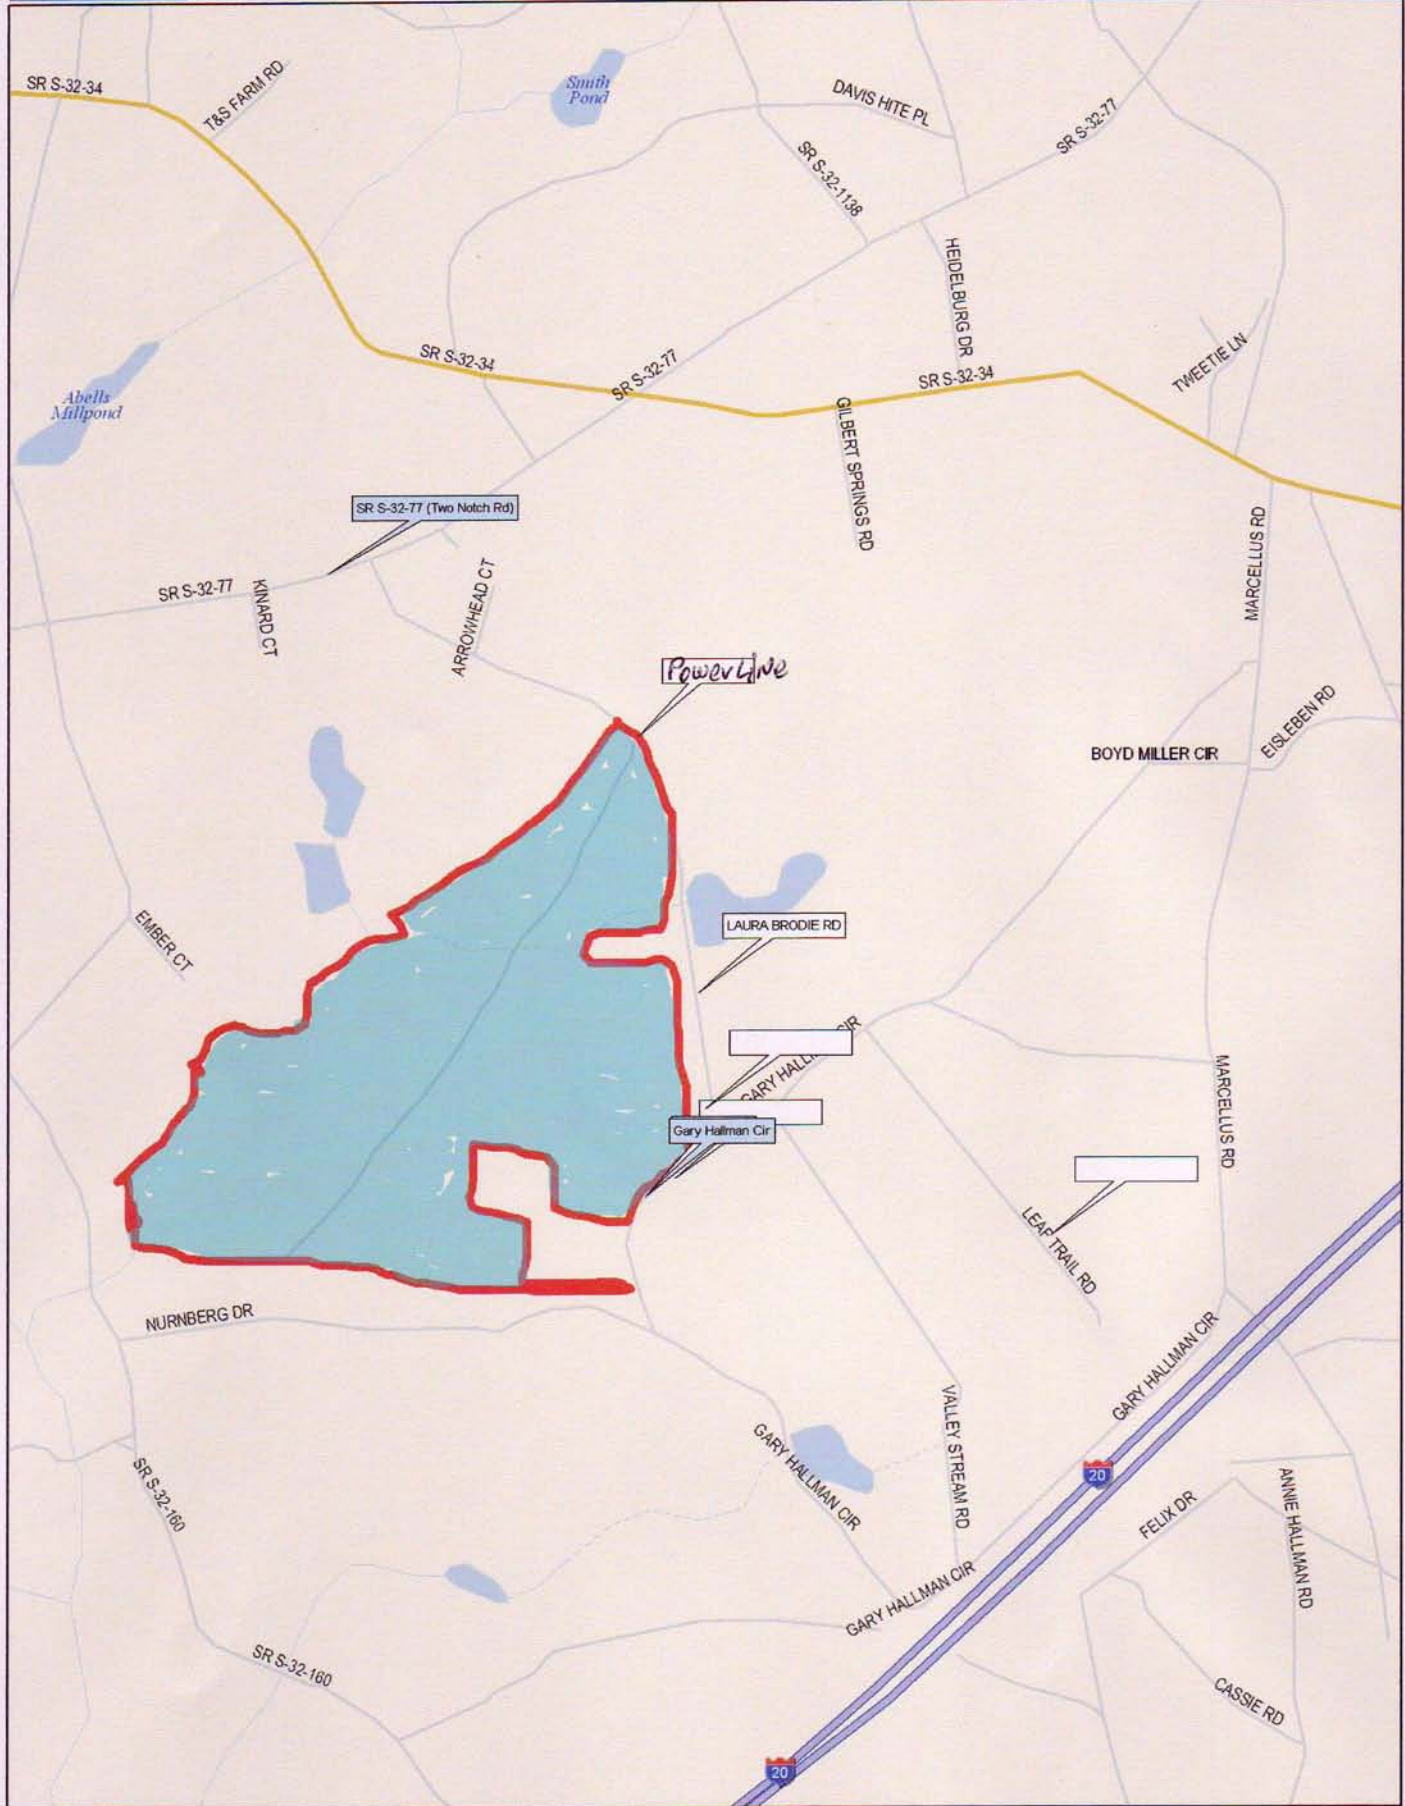 SR S-32-34
T&S FARM RD
Smith
Pond
DAVIS HITE PL
SR S-32-77
SR S-32-1138
HEIDELBURG DR
SR S-32-34
SR S-32-77
SR S-32-34
TWEETIE LN
Abells
Millpond
GILBERT SPRINGS RD
SR S-32-77 (Two Notch Rd)
MARCELLUS RD
SR S-32-77
KINARD CT
ARROWHEAD CT
PowerLiNe
EISLEBEN RD
BOYD MILLER CIR
EMBER CT
LAURA BRODIE RD
GARY HALL
IR
Gary Hallman Cir
MARCELLUS RD
LEAF TRAIL RD
NURNBERG DR
GARY HALLMAN CIR
VALLEY STREAM RD
GARY HALLMAN CIR
20
SR S-32-160
FELIX DR
ANNIE HALLMAN RD
GARY HALLMAN CIR
SR S-32-160
CASSIE RD
20